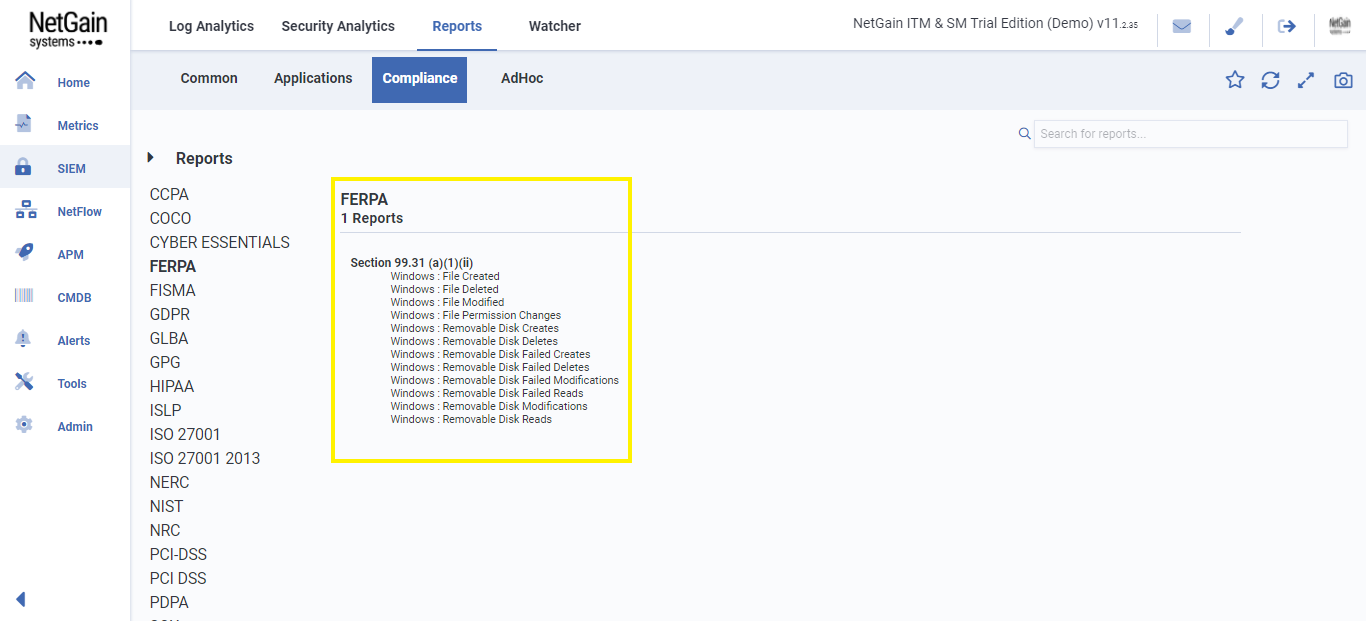 NetGain
systems
Log Analytics
Security Analytics
Reports
Watcher
NetGain ITM & SM Trial Edition (Demo) v11.2.35
NetGain
Home
Metrics
SIEM
NetFlow
APM
CMDB
Alerts
Tools
Admin
Common
Applications
Compliance
AdHoc
Search for reports...
Reports
CCPA
COCO
CYBER ESSENTIALS
FERPA
FISMA
GDPR
GLBA
GPG
HIPAA
ISLP
ISO 27001
ISO 27001 2013
NERC
NIST
NRC
PCI-DSS
PCI DSS
PDPA
FERPA
1 Reports
Section 99.31 (a)(1)(ii)
Windows : File Created
Windows : File Deleted
Windows : File Modified
Windows : File Permission Changes
Windows : Removable Disk Creates
Windows : Removable Disk Deletes
Windows : Removable Disk Failed Creates
Windows : Removable Disk Failed Deletes
Windows : Removable Disk Failed Modifications
Windows : Removable Disk Failed Reads
Windows : Removable Disk Modifications
Windows : Removable Disk Reads